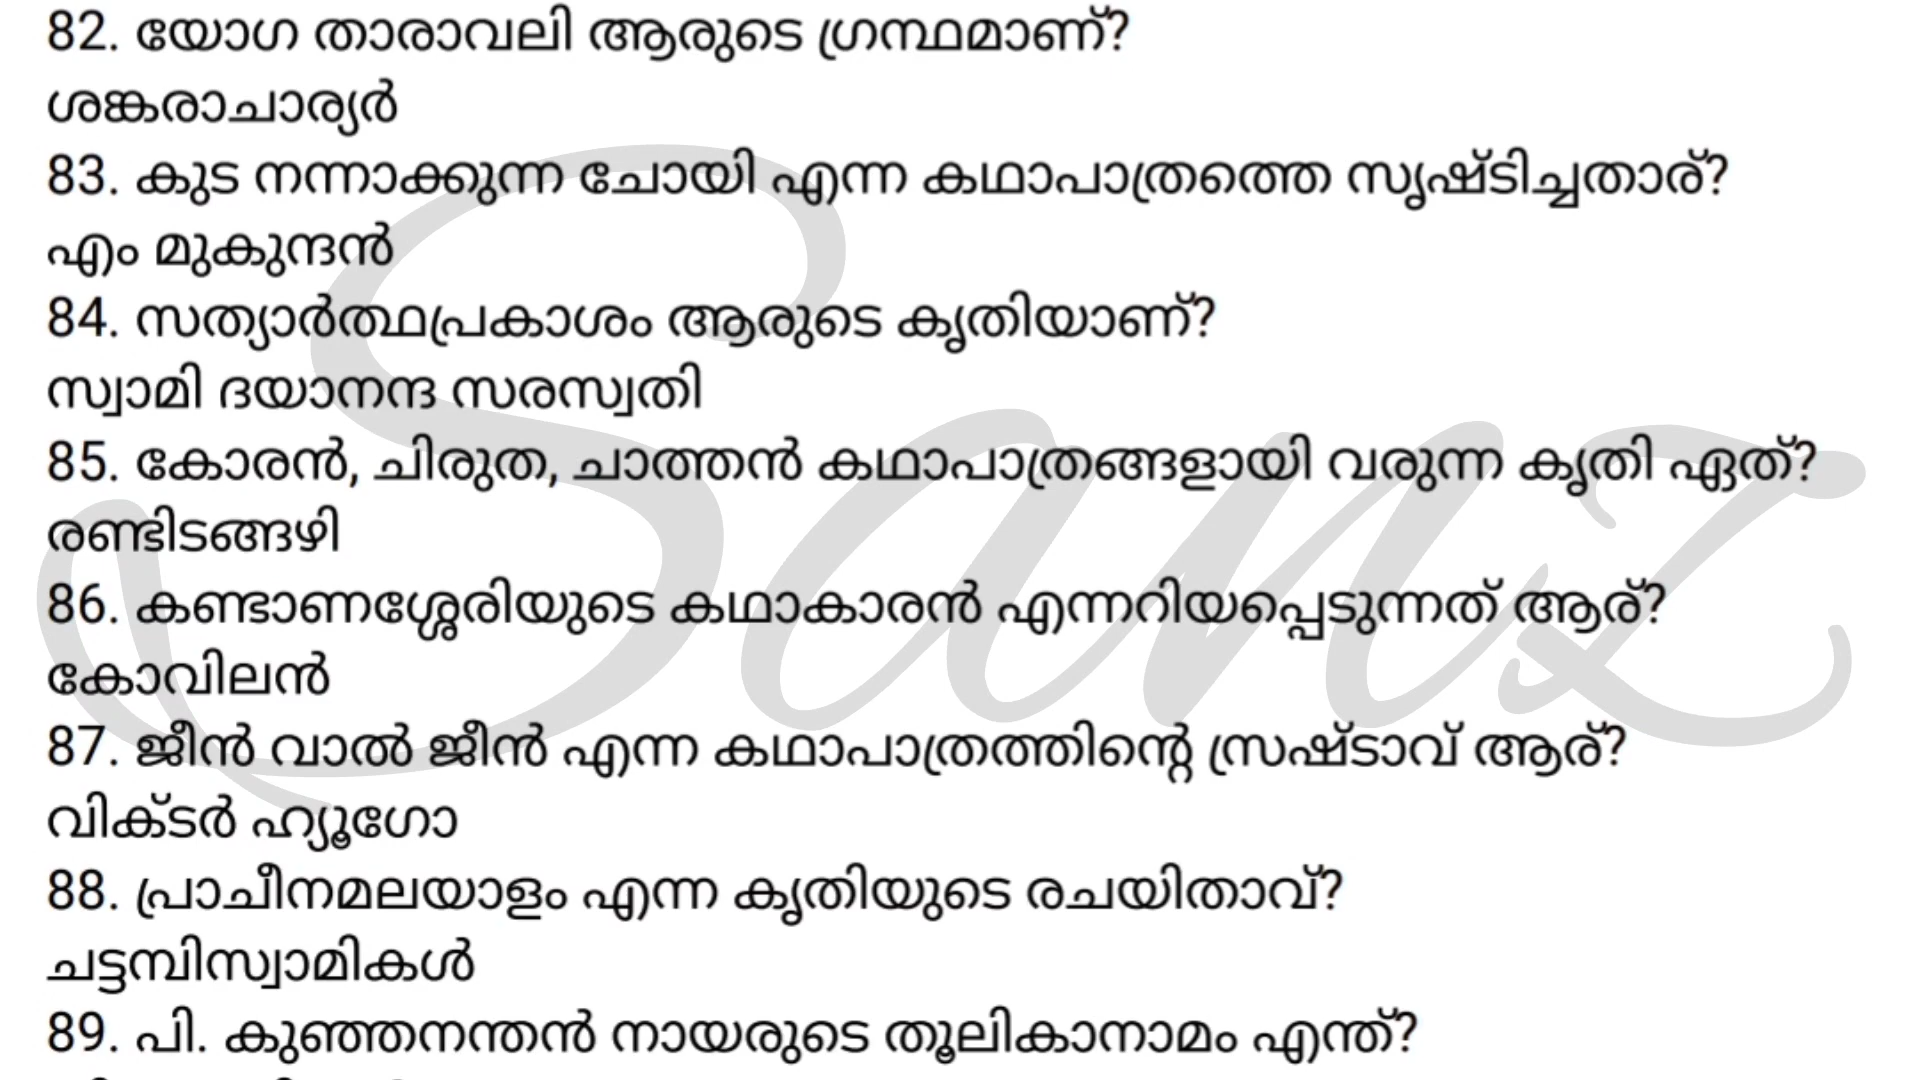 82. യോഗ താരാവലി ആരുടെ ഗ്രന്ഥമാണ്?
ശങ്കരാചാര്യർ
83. കുട നന്നാക്കുന്ന ചോയി എന്ന കഥാപാത്രത്തെ സൃഷ്ടിച്ചതാര്?
എം മുകുന്ദൻ
84. സത്യാർത്ഥപ്രകാശം ആരുടെ കൃതിയാണ്?
സ്വാമി ദയാനന്ദ സരസ്വതി
85. കോരൻ, ചിരുത, ചാത്തൻ കഥാപാത്രങ്ങളായി വരുന്ന കൃതി ഏത്?
രണ്ടിടങ്ങഴി
86. കണ്ടാണശ്ശേരിയുടെ കഥാകാരൻ എന്നറിയപ്പെടുന്നത് ആര്?
കോവിലൻ
87. ജീൻ വാൽ ജീൻ എന്ന കഥാപാത്രത്തിന്റെ സ്രഷ്ടാവ് ആര്?
വിക്ടർ ഹ്യൂഗോ
88. പ്രാചീനമലയാളം എന്ന കൃതിയുടെ രചയിതാവ്?
ചട്ടമ്പിസ്വാമികൾ
89. പി. കുഞ്ഞനന്തൻ നായരുടെ തൂലികാനാമം എന്ത്?
Sanz